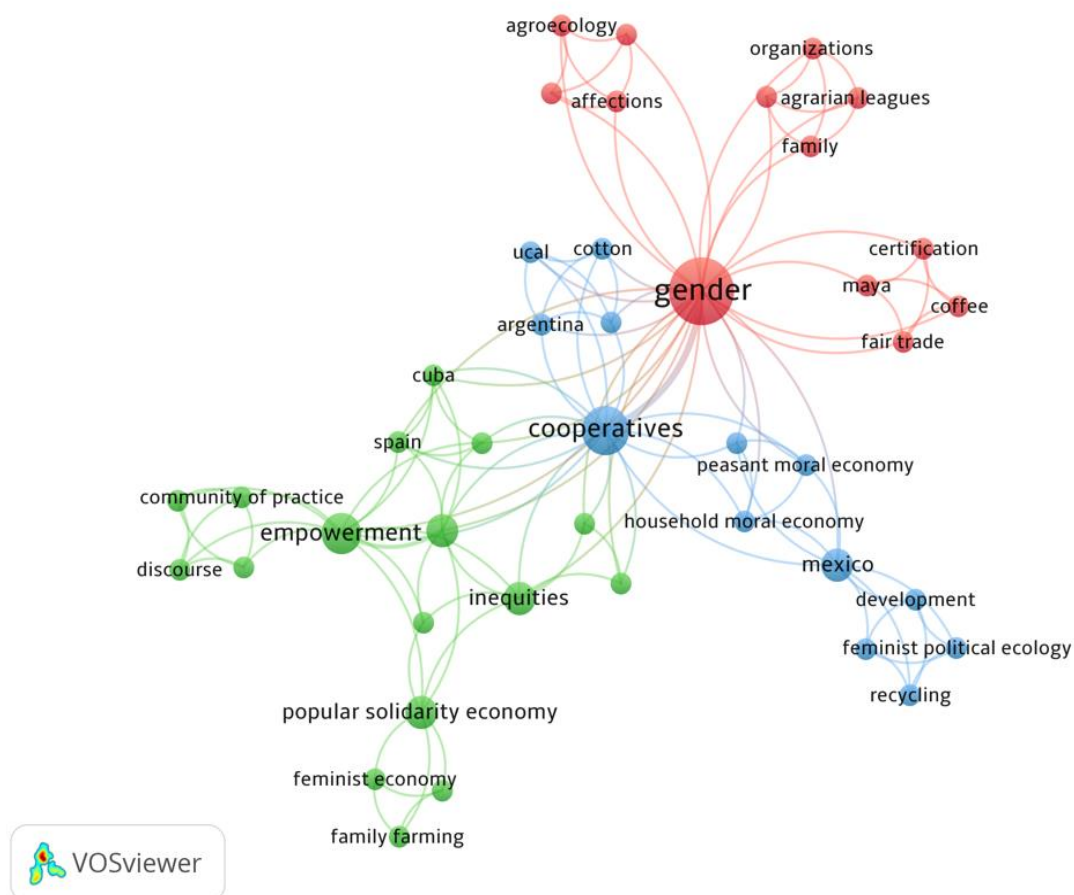 agroecology
organizations
affections
agrarian leagues
family
ucal
cotton
certification
gender
maya
coffee
argentina
fair trade
cuba
cooperatives
spain
peasant moral economy
community of practice
household moral economy
empowerment
mexico
discourse
inequities
development
feminist political ecology
recycling
popular solidarity economy
feminist economy
family farming
VOSviewer